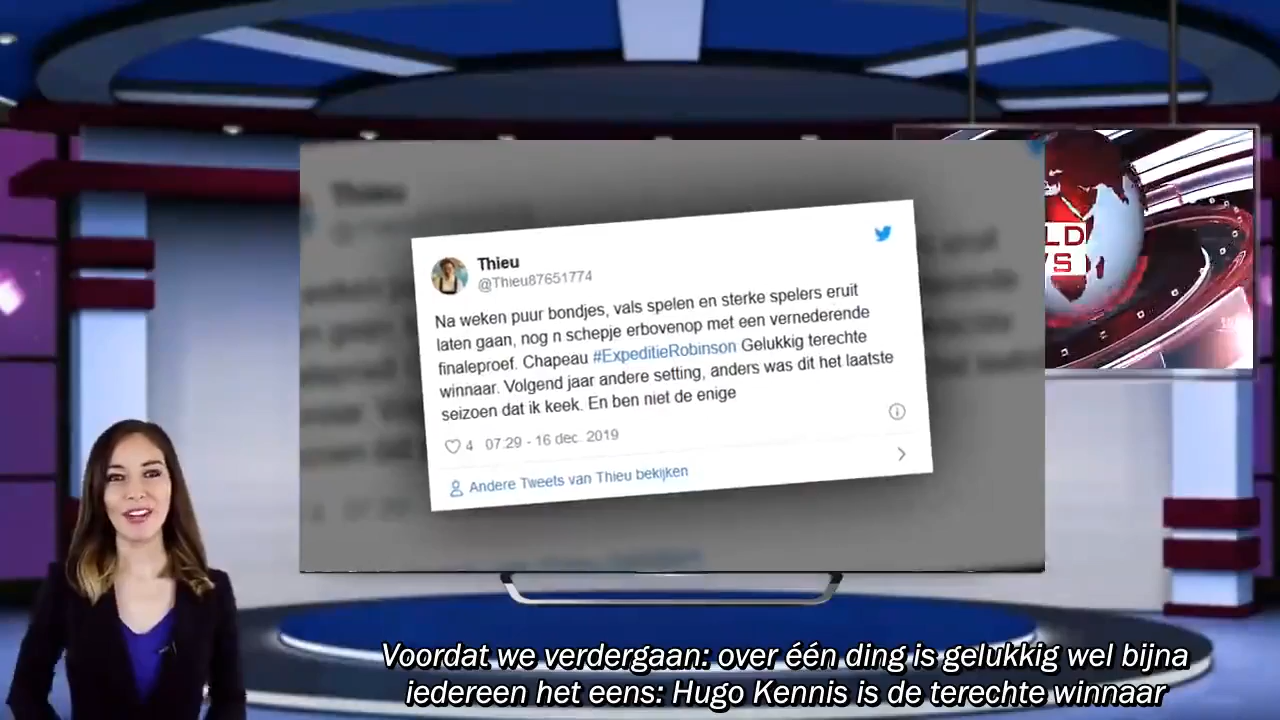 Thieu
@Thieu87651774
Na weken puur bondjes, vals spelen en sterke spelers eruit
laten gaan, nog n schepje erbovenop met een vernederende
finaleproef. Chapeau #ExpeditieRobinson Gelukkig terechte
winnaar. Volgend jaar andere setting, anders was dit het laatste
seizoen dat ik keek. En ben niet de enige
4 07:29 - 16 dec. 2019
Andere Tweets van Thieu bekijken
LD
S
Voordat we verdergaan: over één ding is gelukkig wel bijna
iedereen het eens: Hugo Kennis is de terechte winnaar